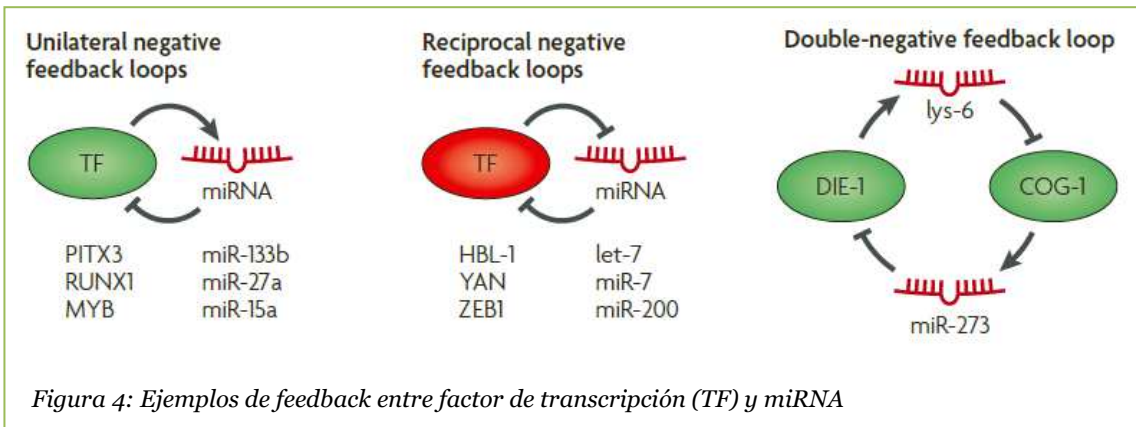 Unilateral negative
feedback loops
TF
miRNA
PITX3 miR-133b
RUNX1 miR-27a
MYB miR-15a
Reciprocal negative
feedback loops
TF
miRNA
HBL-1 let-7
YAN miR-7
ZEB1 miR-200
Double-negative feedback loop
lys-6
DIE-1
COG-1
miR-273
Figura 4: Ejemplos de feedback entre factor de transcripción (TF) y miRNA